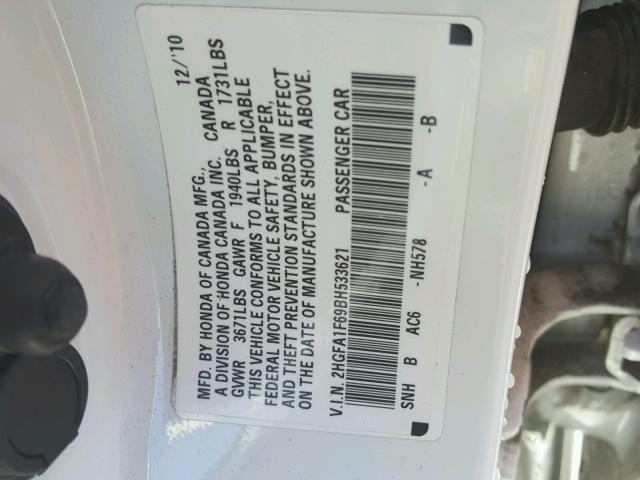 MFD. BY HONDA OF CANADA MFG., 12/'10
A DIVISION OF HONDA CANADA INC. CANADA
GVWR 3671LBS GAWR F 1940LBS R 1731LBS
THIS VEHICLE CONFORMS TO ALL APPLICABLE
FEDERAL MOTOR VEHICLE SAFETY, BUMPER,
AND THEFT PREVENTION STANDARDS IN EFFECT
ON THE DATE OF MANUFACTURE SHOWN ABOVE.
V.I.N. 2HGFA1F69BH533621 PASSENGER CAR
SNH B AC6 -NH578 -A -B